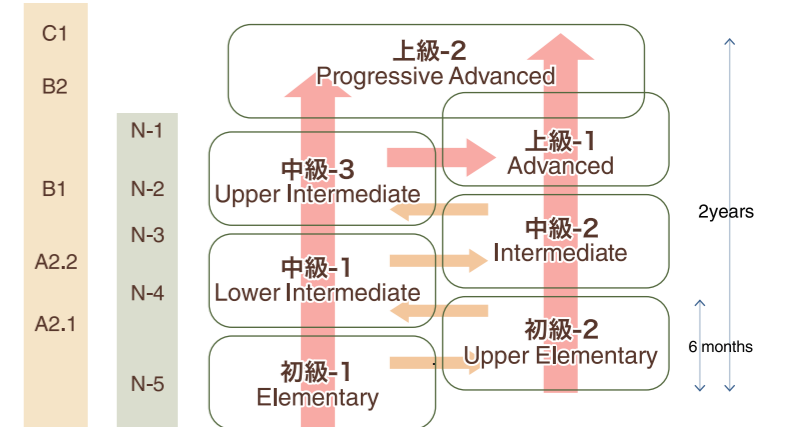 C1
B2
B1
A2.2
A2.1
N-1
N-2
N-3
N-4
N-5
上級-2
Progressive Advanced
上級-1
Advanced
中級-3
Upper Intermediate
中級-2
Intermediate
中級-1
Lower Intermediate
初級-2
Upper Elementary
初級-1
Elementary
2years
6 months